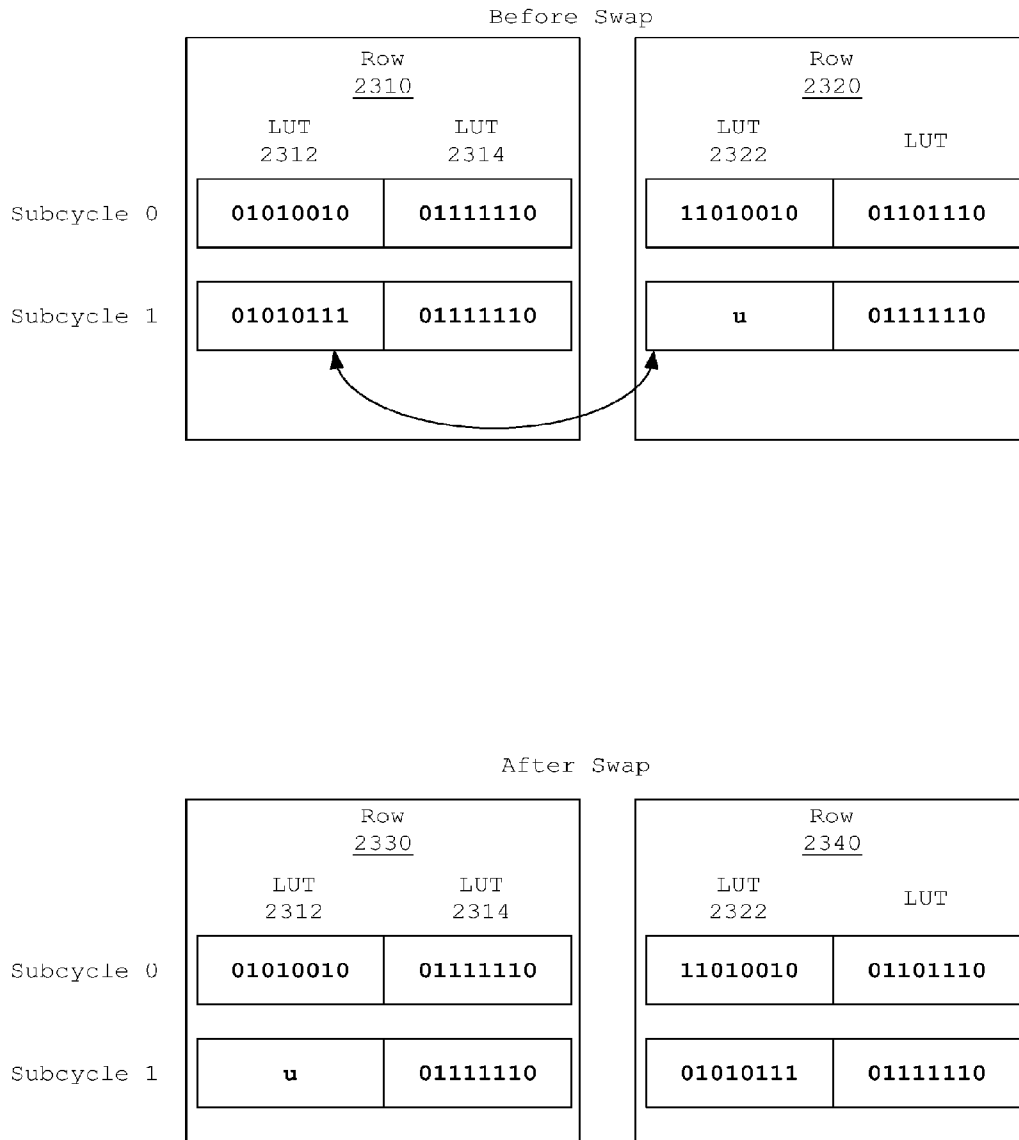 Before Swap
Row Row
2310 2320
LUT LUT LUT LUT
2312 2314 2322
Subcycle 0 01010010 01111110 11010010 01101110
Subcycle 1 01010111 01111110 u 01111110
After Swap
Row Row
2330 2340
LUT LUT LUT LUT
2312 2314 2322
Subcycle 0 01010010 01111110 11010010 01101110
Subcycle 1 u 01111110 01010111 01111110